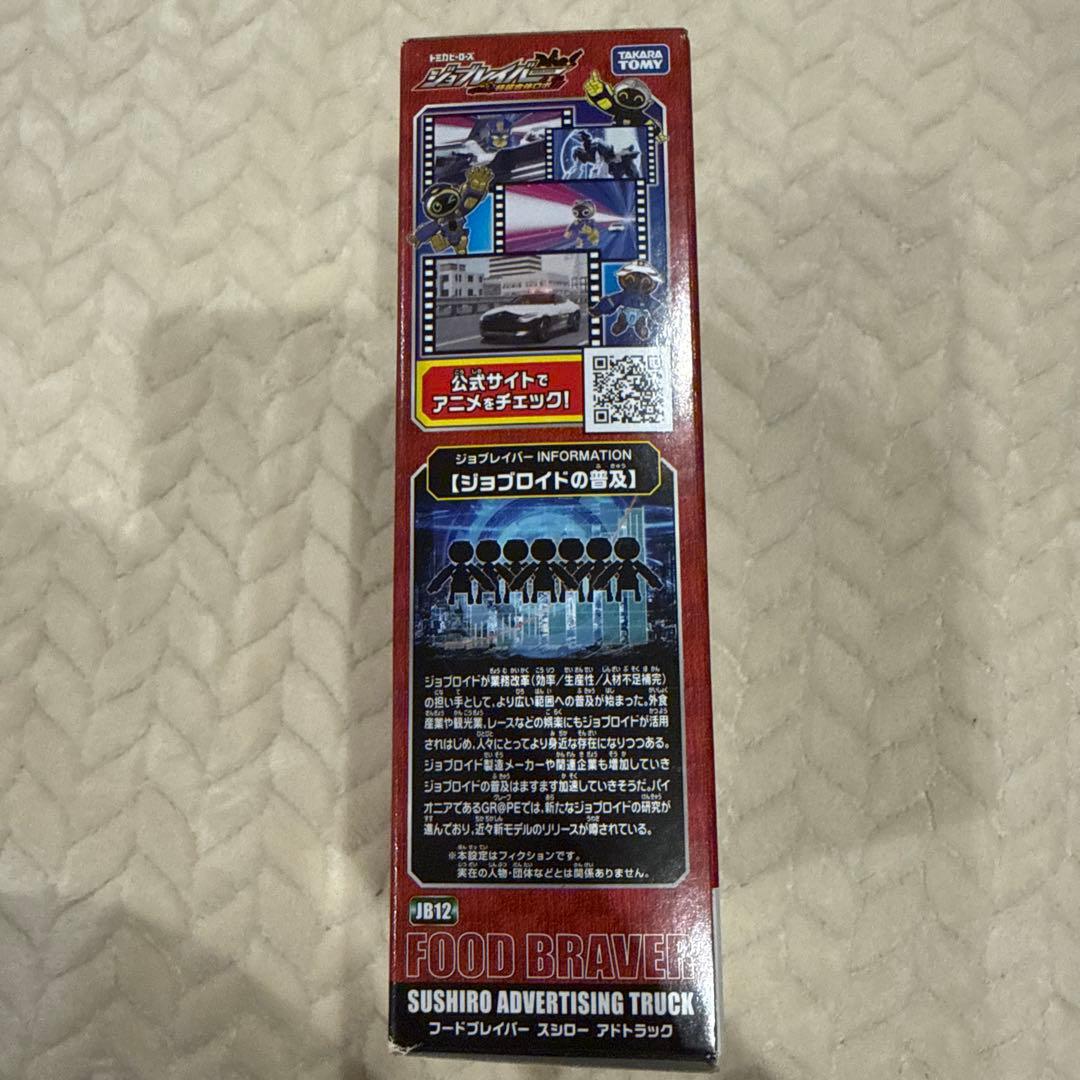 トミカヒーローズ
ジョブレイバー
特装合体ロボ
TAKARA TOMY
公式サイトで
アニメをチェック!
ジョブレイバー INFORMATION
【ジョブロイドの普及】
ジョブロイドが業務改革(効率/生産性/人材不足補完)
の担い手として、より広い範囲への普及が始まった。外食
産業や観光業、レースなどの娯楽にもジョブロイドが活用
されはじめ、人々にとってより身近な存在になりつつある。
ジョブロイド製造メーカーや関連企業も増加していき
ジョブロイドの普及はますます加速していきそうだ。パイ
オニアであるGR@PEでは、新たなジョブロイドの研究が
進んでおり、近々新モデルのリリースが噂されている。
※本設定はフィクションです。
実在の人物・団体などとは関係ありません。
JB12
FOOD BRAVER
SUSHIRO ADVERTISING TRUCK
フードブレイバー スシロー アドトラック